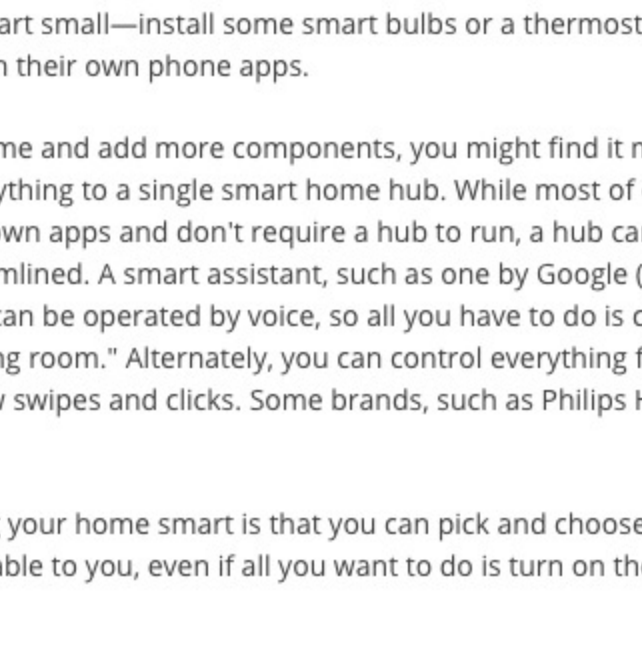 art small—install some smart bulbs or a thermost
their own phone apps.
me and add more components, you might find it
ything to a single smart home hub. While most of
own apps and don't require a hub to run, a hub ca
mlined. A smart assistant, such as one by Google (
can be operated by voice, so all you have to do is
ng room." Alternately, you can control everything f
swipes and clicks. Some brands, such as Philips H
your home smart is that you can pick and choose
able to you, even if all you want to do is turn on the